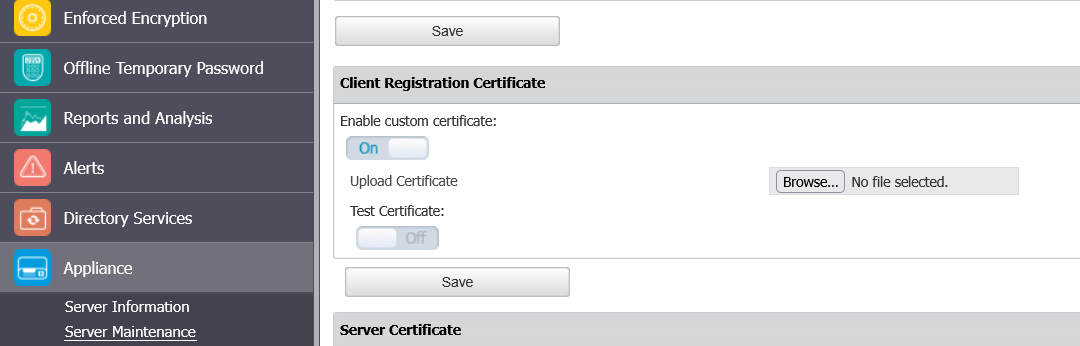 Enforced Encryption
Offline Temporary Password
Reports and Analysis
Alerts
Directory Services
Appliance
Server Information
Server Maintenance
Save
Client Registration Certificate
Enable custom certificate:
On
Upload Certificate
Browse... No file selected.
Test Certificate:
Off
Save
Server Certificate